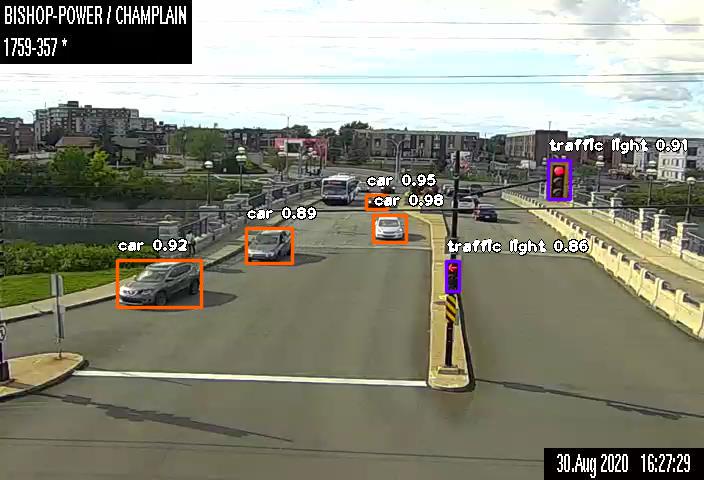 BISHOP-POWER / CHAMPLAIN
1759-357 *
traffic light 0.91
car 0.95
car 0.98
car 0.89
car 0.92
traffic light 0.86
30.Aug 2020 16:27:29